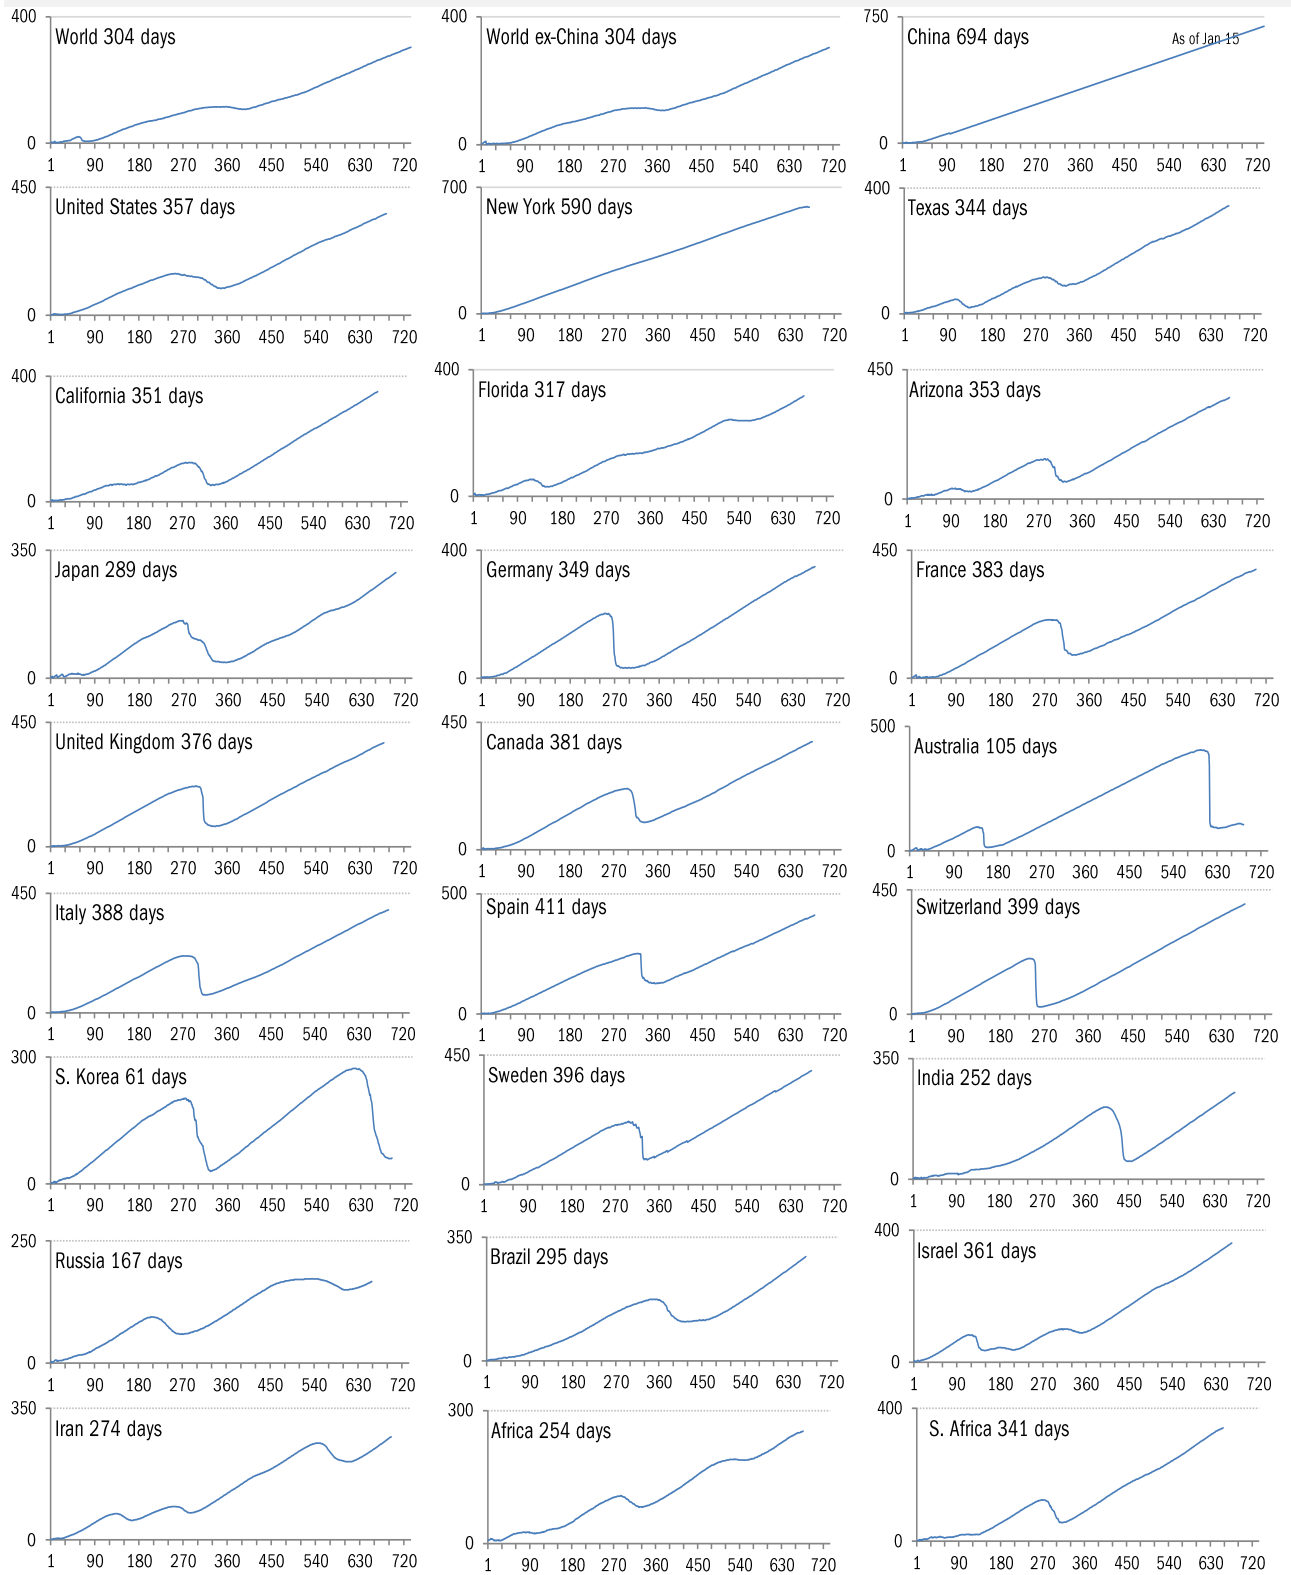 400
World 304 days
0
1 90 180 270 360 450 540 630 720
400
World ex-China 304 days
0
1 90 180 270 360 450 540 630 720
750
China 694 days
As of Jan 15
0
1 90 180 270 360 450 540 630 720
450
United States 357 days
0
1 90 180 270 360 450 540 630 720
700
New York 590 days
0
1 90 180 270 360 450 540 630 720
400
Texas 344 days
0
1 90 180 270 360 450 540 630 720
400
California 351 days
0
1 90 180 270 360 450 540 630 720
400
Florida 317 days
0
1 90 180 270 360 450 540 630 720
450
Arizona 353 days
0
1 90 180 270 360 450 540 630 720
350
Japan 289 days
0
1 90 180 270 360 450 540 630 720
400
Germany 349 days
0
1 90 180 270 360 450 540 630 720
450
France 383 days
0
1 90 180 270 360 450 540 630 720
450
United Kingdom 376 days
0
1 90 180 270 360 450 540 630 720
450
Canada 381 days
0
1 90 180 270 360 450 540 630 720
500
Australia 105 days
0
1 90 180 270 360 450 540 630 720
450
Italy 388 days
0
1 90 180 270 360 450 540 630 720
500
Spain 411 days
0
1 90 180 270 360 450 540 630 720
450
Switzerland 399 days
0
1 90 180 270 360 450 540 630 720
300
S. Korea 61 days
0
1 90 180 270 360 450 540 630 720
450
Sweden 396 days
0
1 90 180 270 360 450 540 630 720
350
India 252 days
0
1 90 180 270 360 450 540 630 720
250
Russia 167 days
0
1 90 180 270 360 450 540 630 720
350
Brazil 295 days
0
1 90 180 270 360 450 540 630 720
400
Israel 361 days
0
1 90 180 270 360 450 540 630 720
350
Iran 274 days
0
1 90 180 270 360 450 540 630 720
300
Africa 254 days
0
1 90 180 270 360 450 540 630 720
400
S. Africa 341 days
0
1 90 180 270 360 450 540 630 720